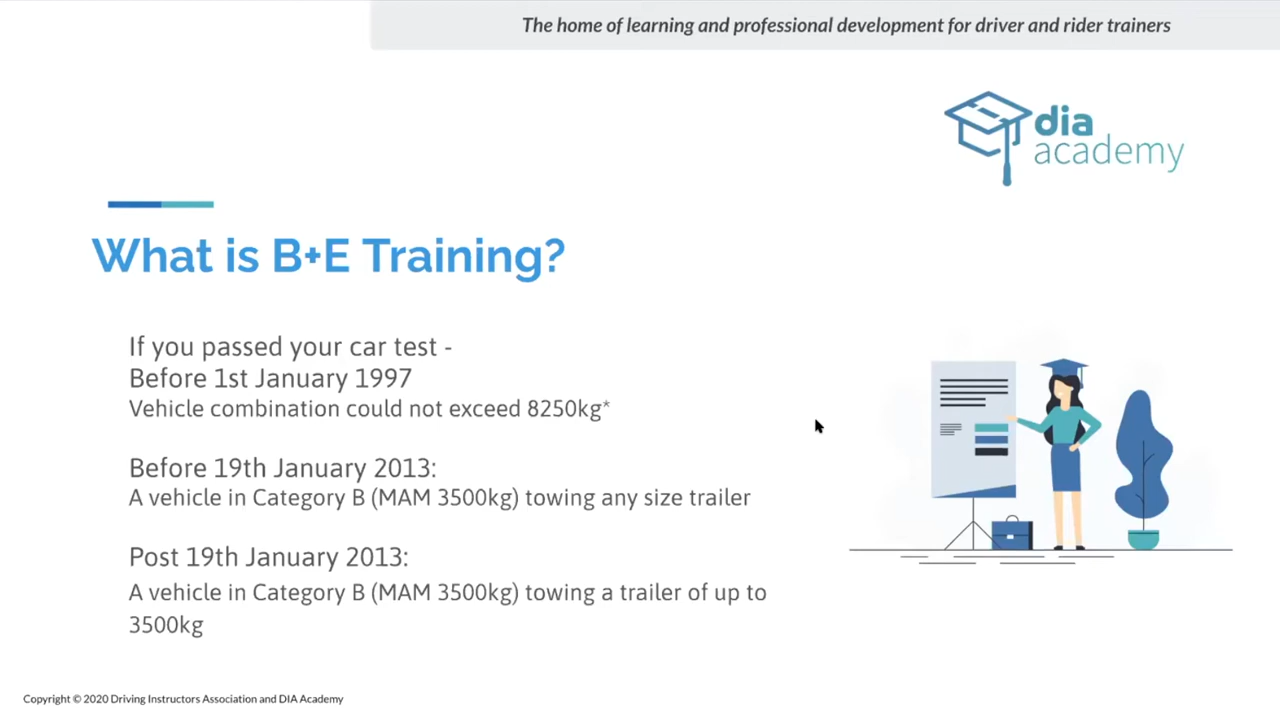 The home of learning and professional development for driver and rider trainers
dia
academy
What is B+E Training?
If you passed your car test -
Before 1st January 1997
Vehicle combination could not exceed 8250kg*
Before 19th January 2013:
A vehicle in Category B (MAM 3500kg) towing any size trailer
Post 19th January 2013:
A vehicle in Category B (MAM 3500kg) towing a trailer of up to
3500kg
Copyright © 2020 Driving Instructors Association and DIA Academy